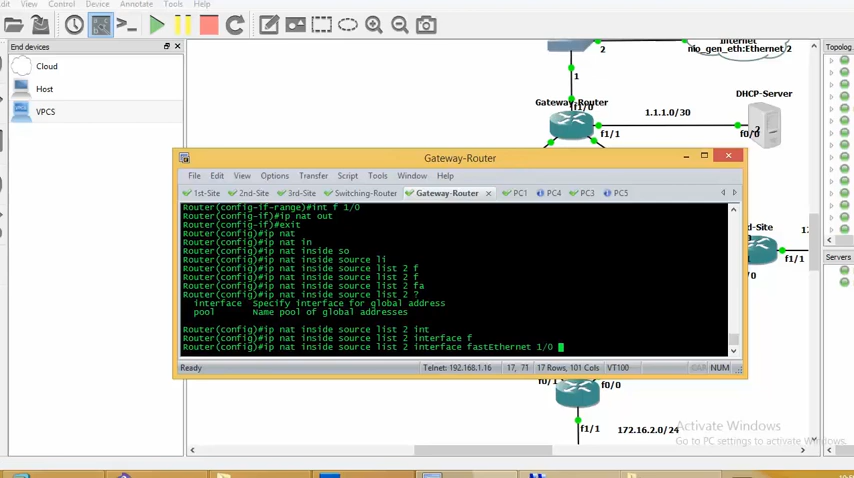 dit View Control Device Annotate Tools Help
End devices
Cloud
Host
VPCS
Internet
nio_gen_eth:Ethernet 2
2
1
f1/0
Gateway-Router
f1/1
1.1.1.0/30
DHCP-Server
f0/0
Topolog
Gateway-Router
File Edit View Options Transfer Script Tools Window Help
1st-Site 2nd-Site 3rd-Site Switching-Router Gateway-Router PC1 PC4 PC3 PC5
Router(config-if-range)#int f 1/0
Router(config-if)#ip nat out
Router(config-if)#exit
Router(config)#ip nat
Router(config)#ip nat in
Router(config)#ip nat inside so
Router(config)#ip nat inside source li
Router(config)#ip nat inside source list 2 f
Router(config)#ip nat inside source list 2 f
Router(config)#ip nat inside source list 2 fa
Router(config)#ip nat inside source list 2 ?
interface Specify interface for global address
pool Name pool of global addresses
Router(config)#ip nat inside source list 2 int
Router(config)#ip nat inside source list 2 interface f
Router(config)#ip nat inside source list 2 interface fastEthernet 1/0
Ready Telnet: 192.168.1.16 17, 71 17 Rows, 101 Cols VT100 CAP NUM
d-Site
f1/1
/0
Servers
f0/1
f0/0
f1/1
172.16.2.0/24
Activate Windows
Go to PC settings to activate Windows.